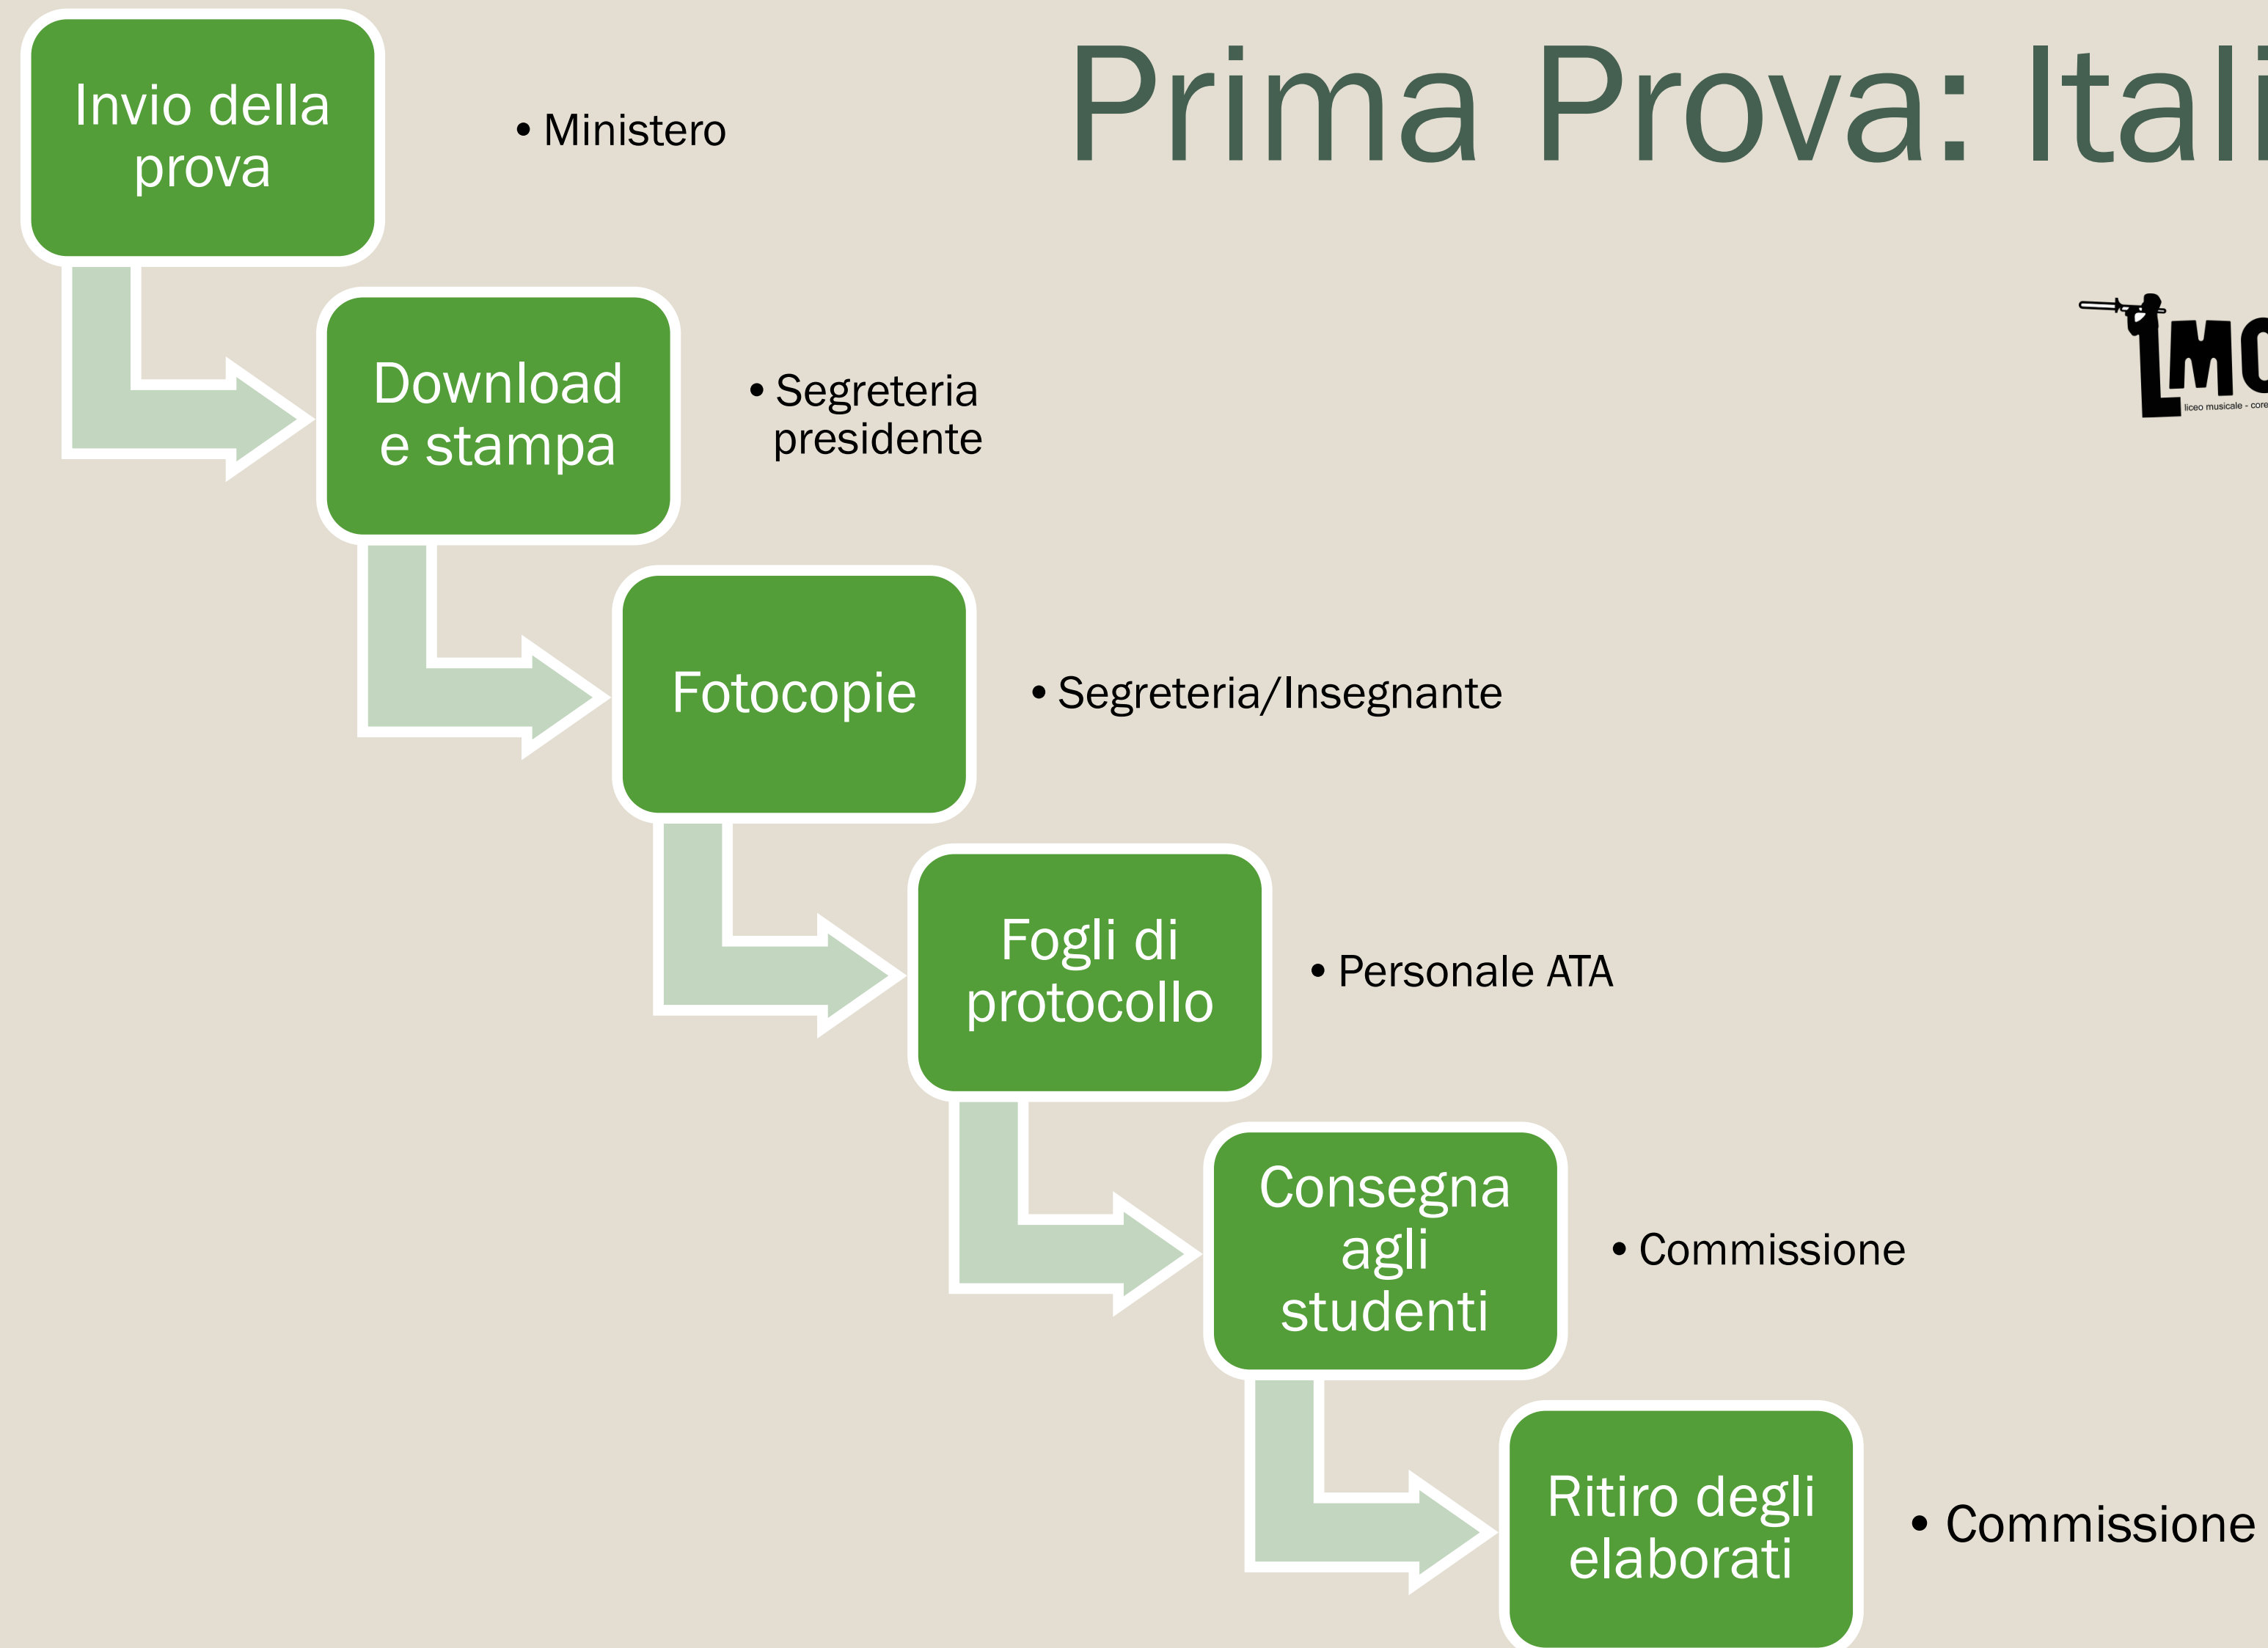 Prima Prova: Itali
Invio della
prova
• Ministero
Download
e stampa
• Segreteria
presidente
Fotocopie
• Segreteria/Insegnante
Fogli di
protocollo
• Personale ATA
Consegna
agli
studenti
• Commissione
Ritiro degli
elaborati
• Commissione
LMC
liceo musicale - core